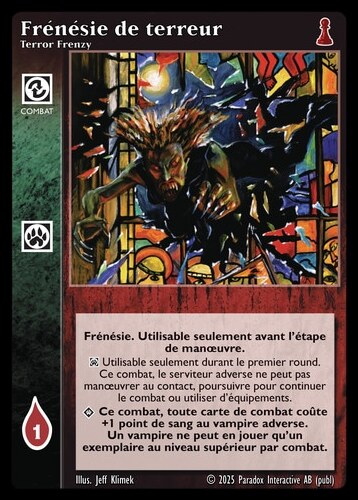 Frénésie de terreur
Terror Frenzy
COMBAT
Frénésie. Utilisable seulement avant l'étape
de manœuvre.
Utilisable seulement durant le premier round.
Ce combat, le serviteur adverse ne peut pas
manœuvrer au contact, poursuivre pour continuer
le combat ou utiliser d'équipements.
Ce combat, toute carte de combat coûte
+1 point de sang au vampire adverse.
Un vampire ne peut en jouer qu'un
exemplaire au niveau supérieur par combat.
1
Illus. Jeff Klimek
© 2025 Paradox Interactive AB (publ)